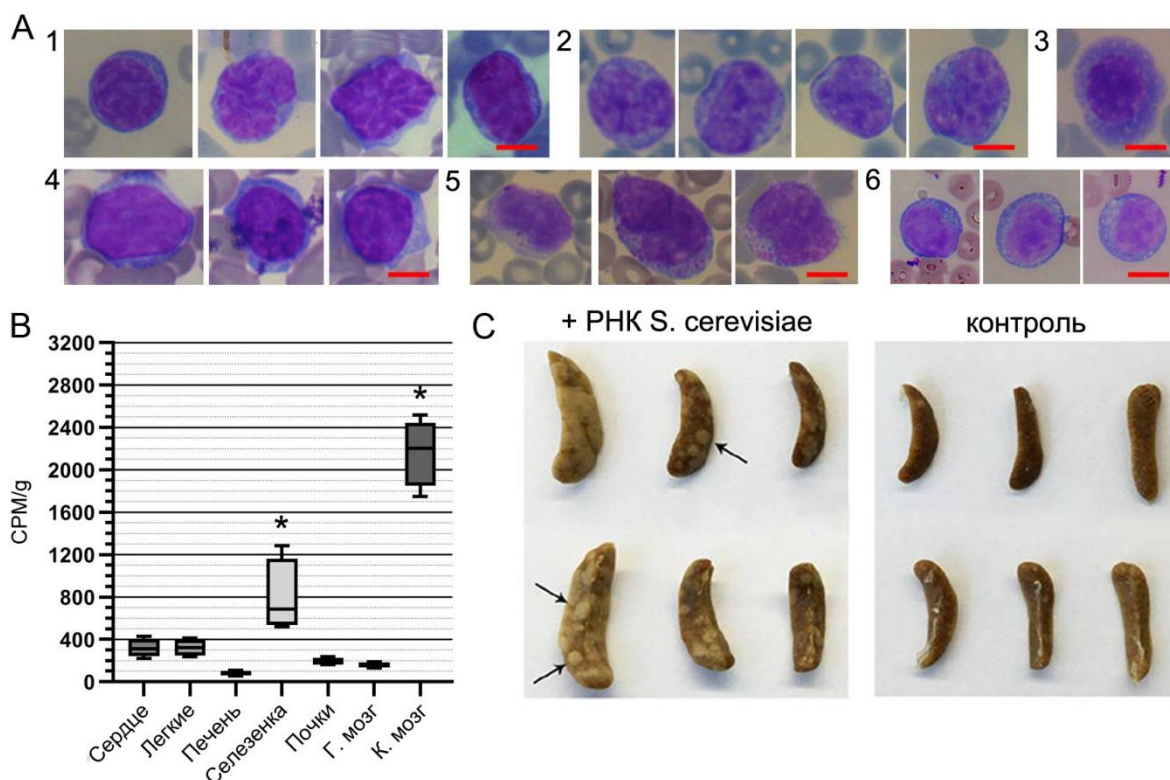 A
1
2
3
4
5
6
B
CPM/g
3200
2800
2400
2000
1600
1200
800
400
0
*
*
Сердце
Легкие
Печень
Селезенка
Почки
Г. мозг
К. мозг
C
+ РНК S. cerevisiae
контроль